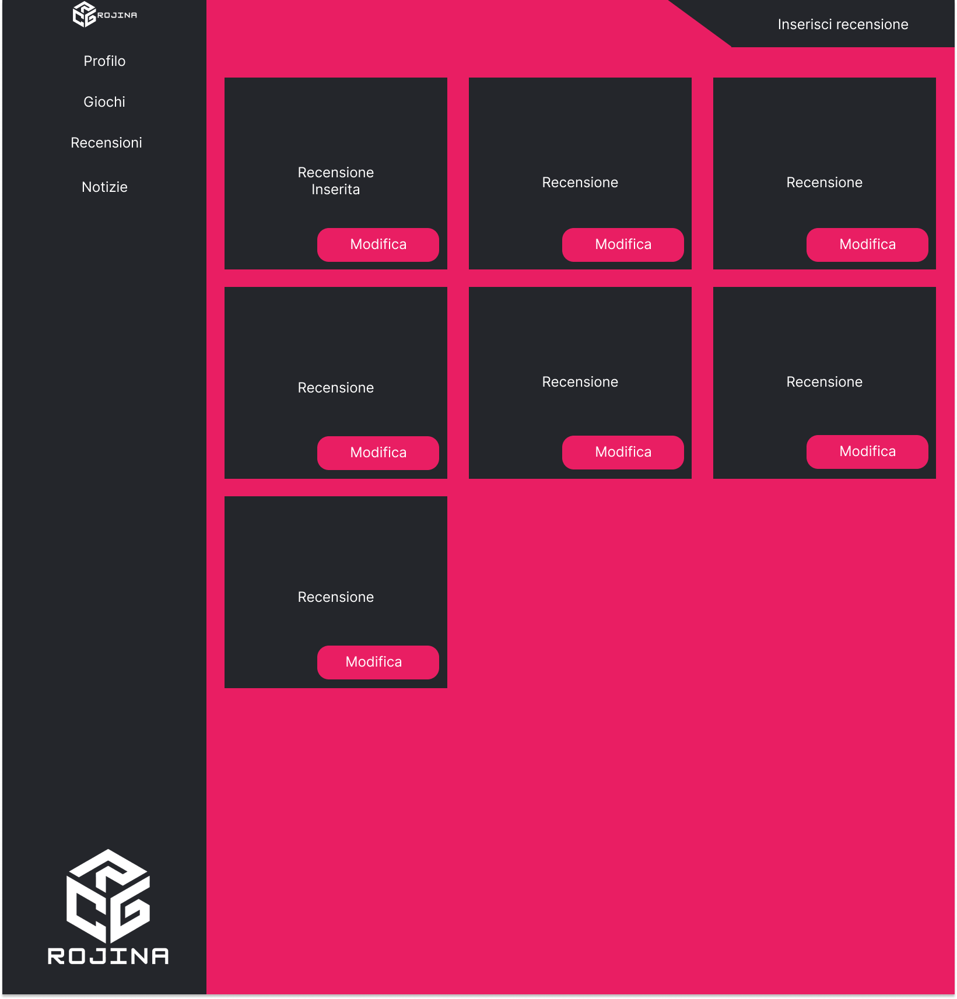 ROJINA
Profilo
Giochi
Recensioni
Notizie
Inserisci recensione
Recensione
Inserita
Modifica
Recensione
Modifica
Recensione
Modifica
Recensione
Modifica
Recensione
Modifica
Recensione
Modifica
Recensione
Modifica
ROJINA